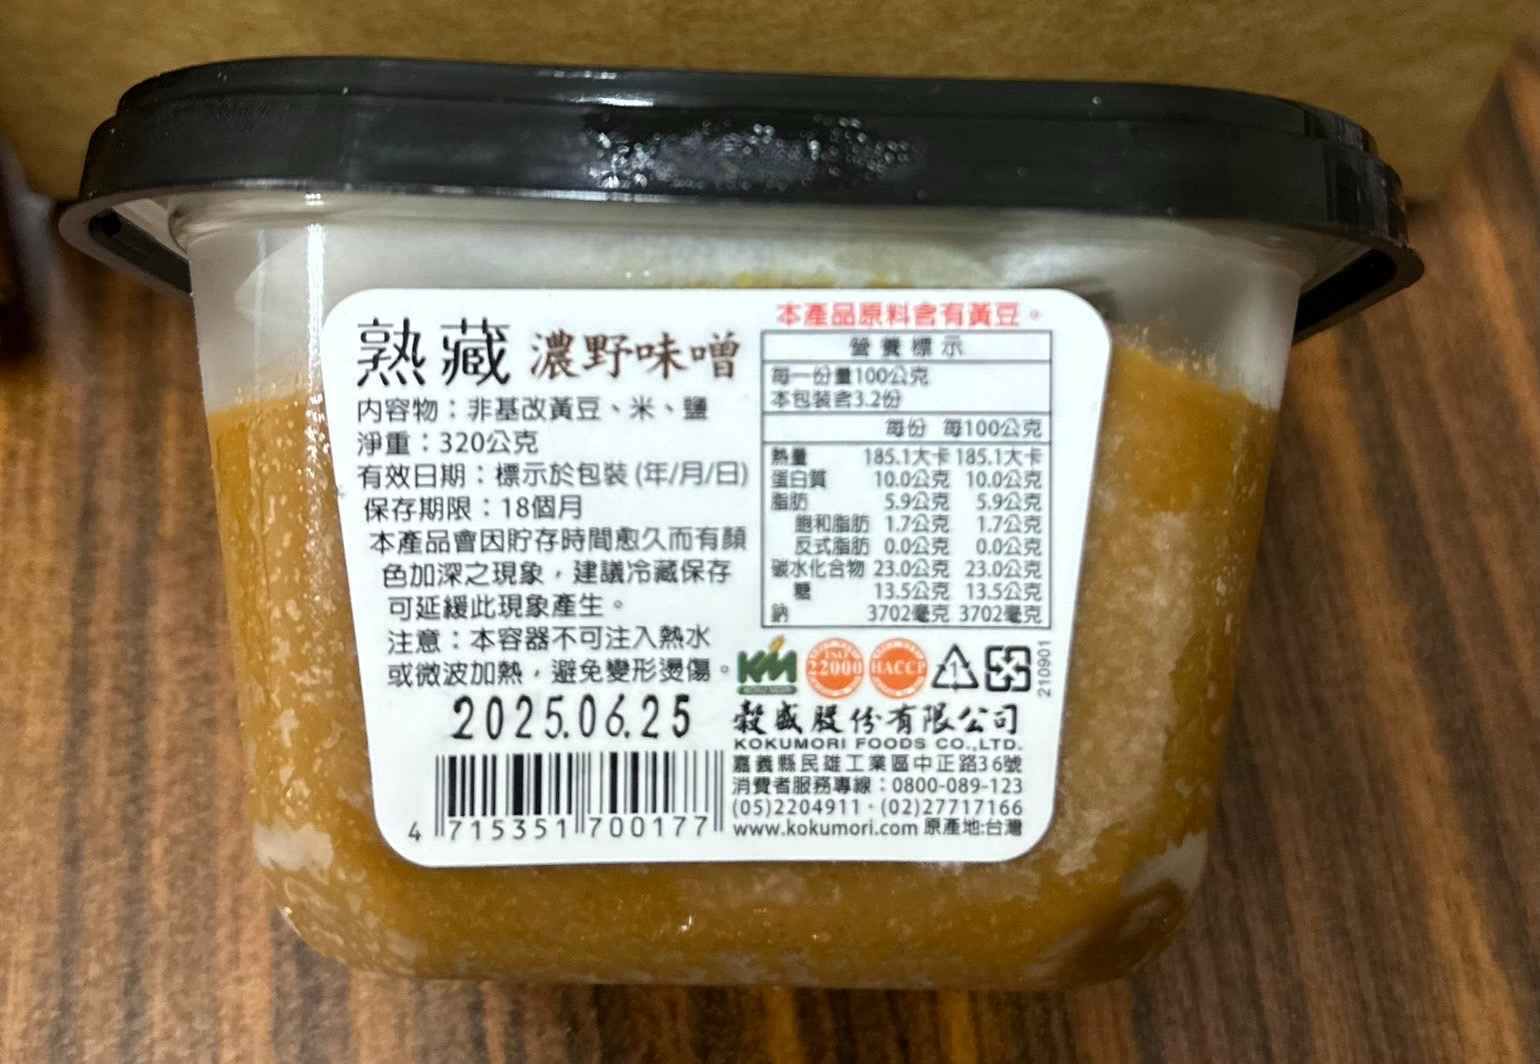 熟藏 濃野味噌
內容物：非基改黃豆、米、鹽
淨重：320公克
有效日期：標示於包裝(年/月/日)
保存期限：18個月
本產品會因貯存時間愈久而有顏
色加深之現象，建議冷藏保存
可延緩此現象產生。
注意：本容器不可注入熱水
或微波加熱，避免變形燙傷。
2025.06.25
4 715351 700177
本產品原料含有黃豆。
營養標示
每一份量100公克
本包裝含3.2份
每份 每100公克
熱量 185.1大卡 185.1大卡
蛋白質 10.0公克 10.0公克
脂肪 5.9公克 5.9公克
飽和脂肪 1.7公克 1.7公克
反式脂肪 0.0公克 0.0公克
碳水化合物 23.0公克 23.0公克
糖 13.5公克 13.5公克
鈉 3702毫克 3702毫克
KM
ISO
22000
HACCP
1
210901
穀盛股份有限公司
KOKUMORI FOODS CO.,LTD.
嘉義縣民雄工業區中正路36號
消費者服務專線：0800-089-123
(05)2204911·(02)27717166
www.kokumori.com 原產地:台灣